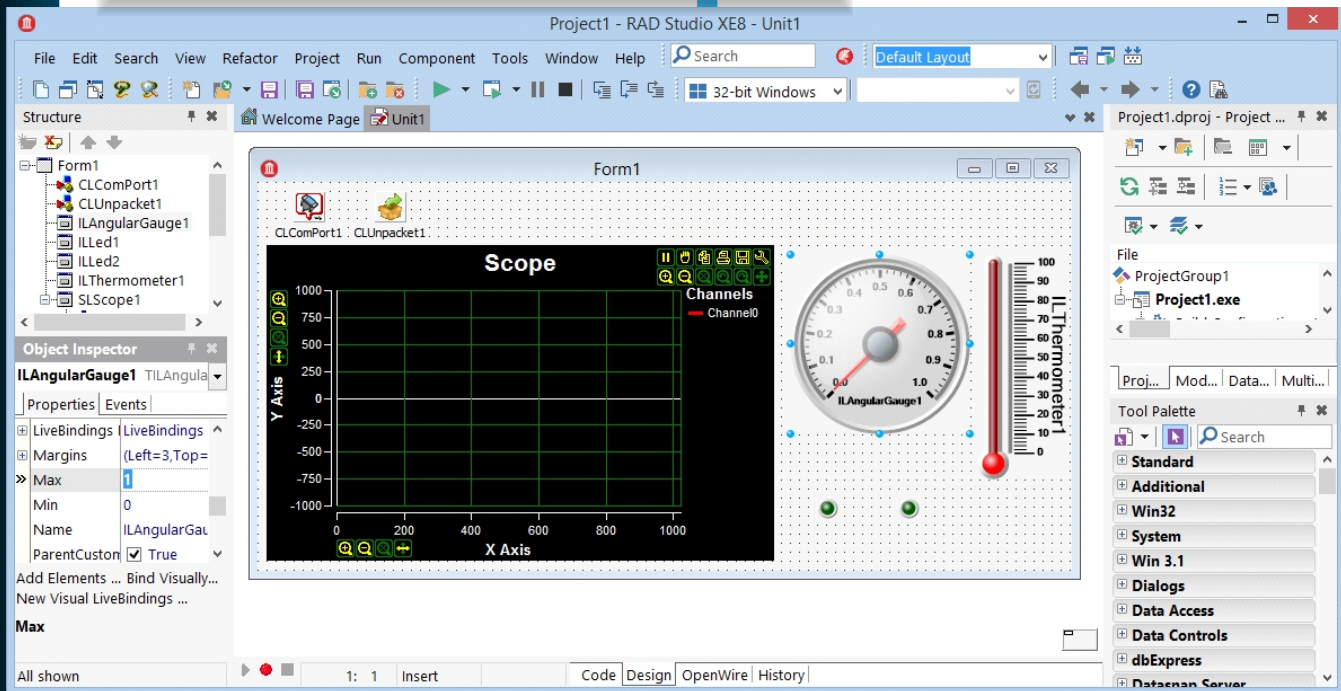 Project1 - RAD Studio XE8 - Unit1
File Edit Search View Refactor Project Run Component Tools Window Help Search Default Layout
32-bit Windows
Structure
Welcome Page Unit1
Project1.dproj - Project ...
Form1
CLComPort1
CLUnpacket1
ILAngularGauge1
ILLed1
ILLed2
ILThermometer1
SLScope1
Object Inspector
ILAngularGauge1 TILAngula
Properties Events
LiveBindings I LiveBindings
Margins (Left=3,Top=
Max 1
Min 0
Name ILAngularGau
ParentCuston True
Add Elements ... Bind Visually...
New Visual LiveBindings ...
Max
All shown
Form1
CLComPort1 CLUnpacket1
Scope
Channels
Channel0
1000
750
500
250
0
-250
-500
-750
-1000
Y Axis
0 200 400 600 800 1000
X Axis
0.0 0.1 0.2 0.3 0.4 0.5 0.6 0.7 0.8 0.9 1.0
ILAngularGauge1
100
90
80
70
60
50
40
30
20
10
0
ILThermometer1
1: 1 Insert
Code Design OpenWire History
File
ProjectGroup1
Project1.exe
Proj... Mod... Data... Multi...
Tool Palette
Search
Standard
Additional
Win32
System
Win 3.1
Dialogs
Data Access
Data Controls
dbExpress
Datasnap Server